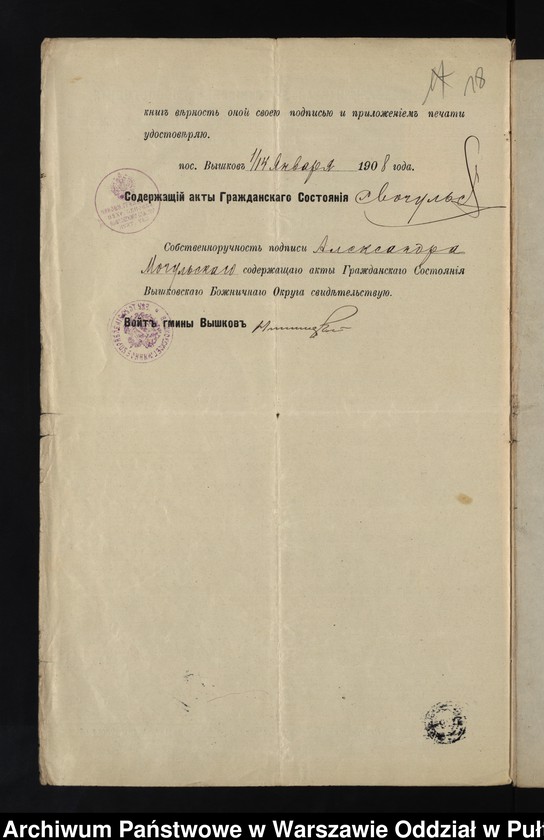 18
книгъ вѣрность оной своею подписью и приложеніемъ печати
удостовѣряю.
пос. Вышковъ 1/14 Января 1908 года.
Содержащій акты Гражданскаго Состоянія
Собственноручность подписи Александра
Мочульскаго содержащаго акты Гражданскаго Состоянія
Вышковскаго Божничнаго Округа свидѣтельствую.
Войтъ гмины Вышковъ
Archiwum Państwowe w Warszawie Oddział w Puł